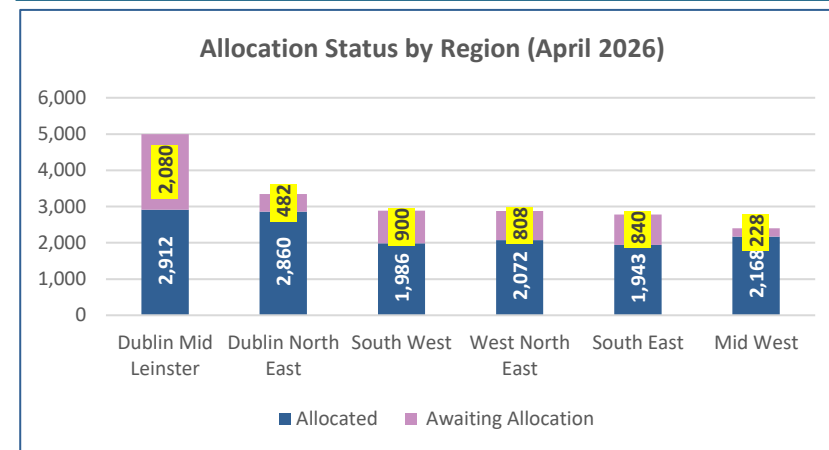 Allocation Status by Region (April 2026)
6,000
5,000
4,000
3,000
2,000
1,000
0
2,080
482
900
808
840
228
2,912
2,860
1,986
2,072
1,943
2,168
Dublin Mid Leinster
Dublin North East
South West
West North East
South East
Mid West
Allocated
Awaiting Allocation